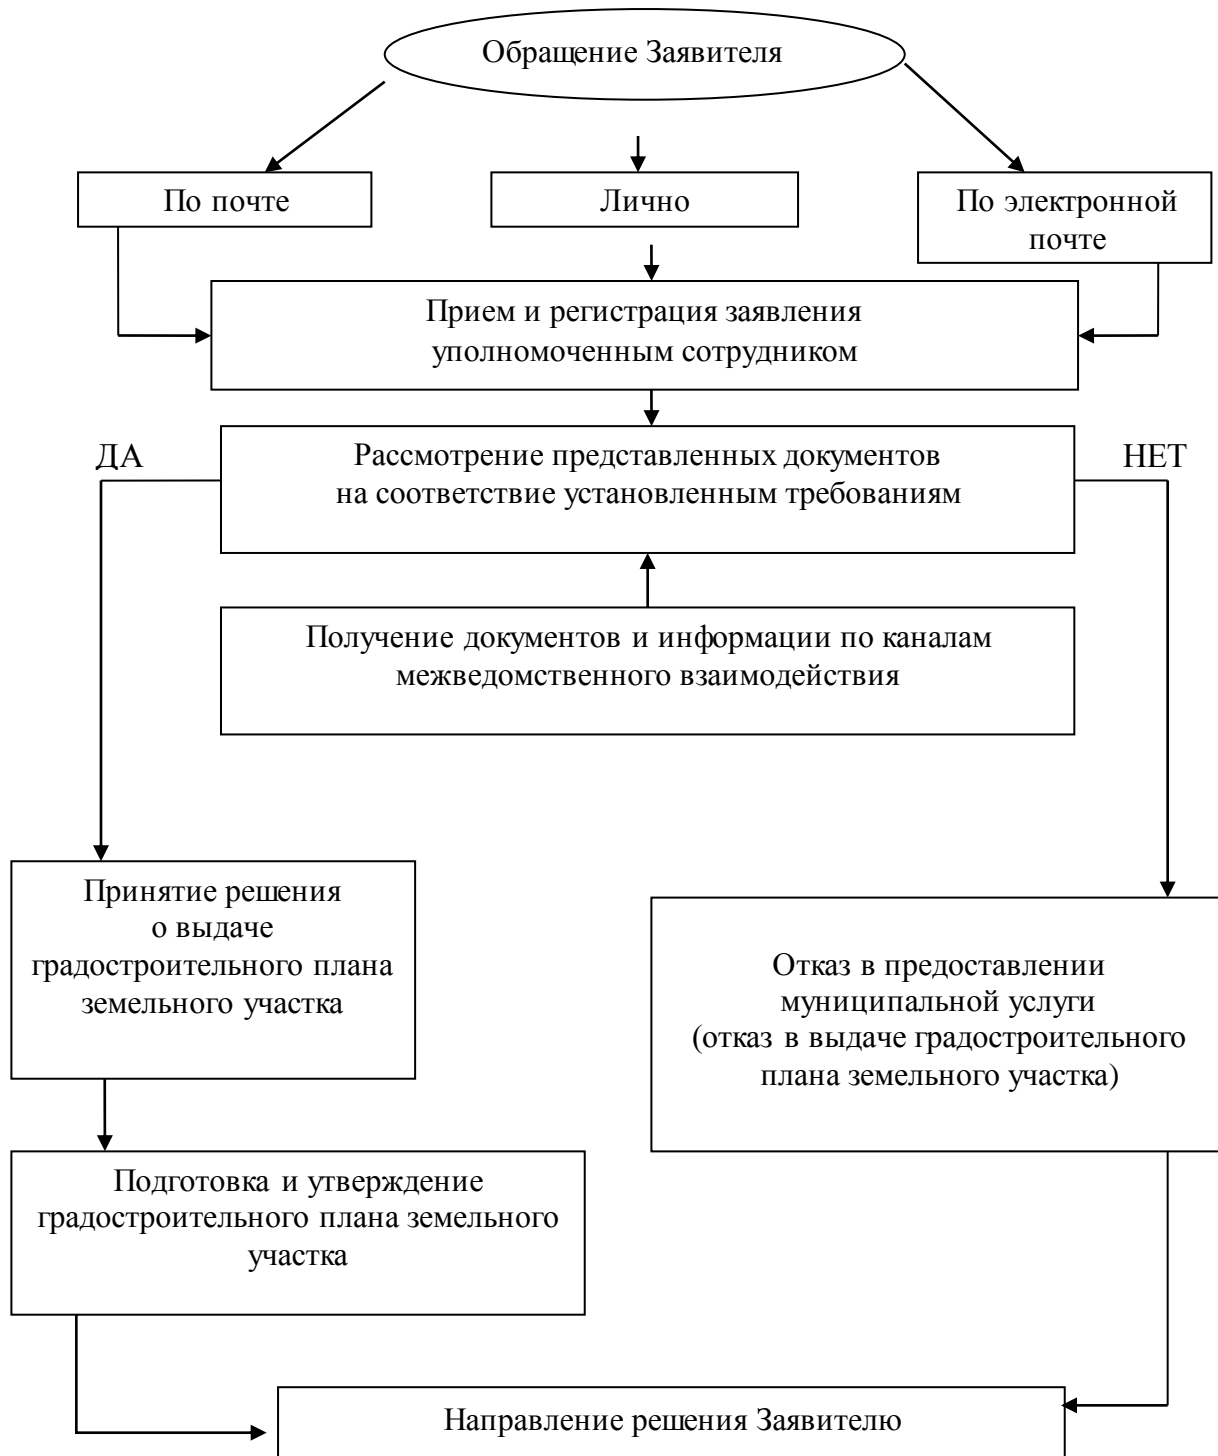 Обращение Заявителя
По почте
Лично
По электронной
почте
Прием и регистрация заявления
уполномоченным сотрудником
ДА
Рассмотрение представленных документов
на соответствие установленным требованиям
НЕТ
Получение документов и информации по каналам
межведомственного взаимодействия
Принятие решения
о выдаче
градостроительного плана
земельного участка
Отказ в предоставлении
муниципальной услуги
(отказ в выдаче градостроительного
плана земельного участка)
Подготовка и утверждение
градостроительного плана земельного
участка
Направление решения Заявителю